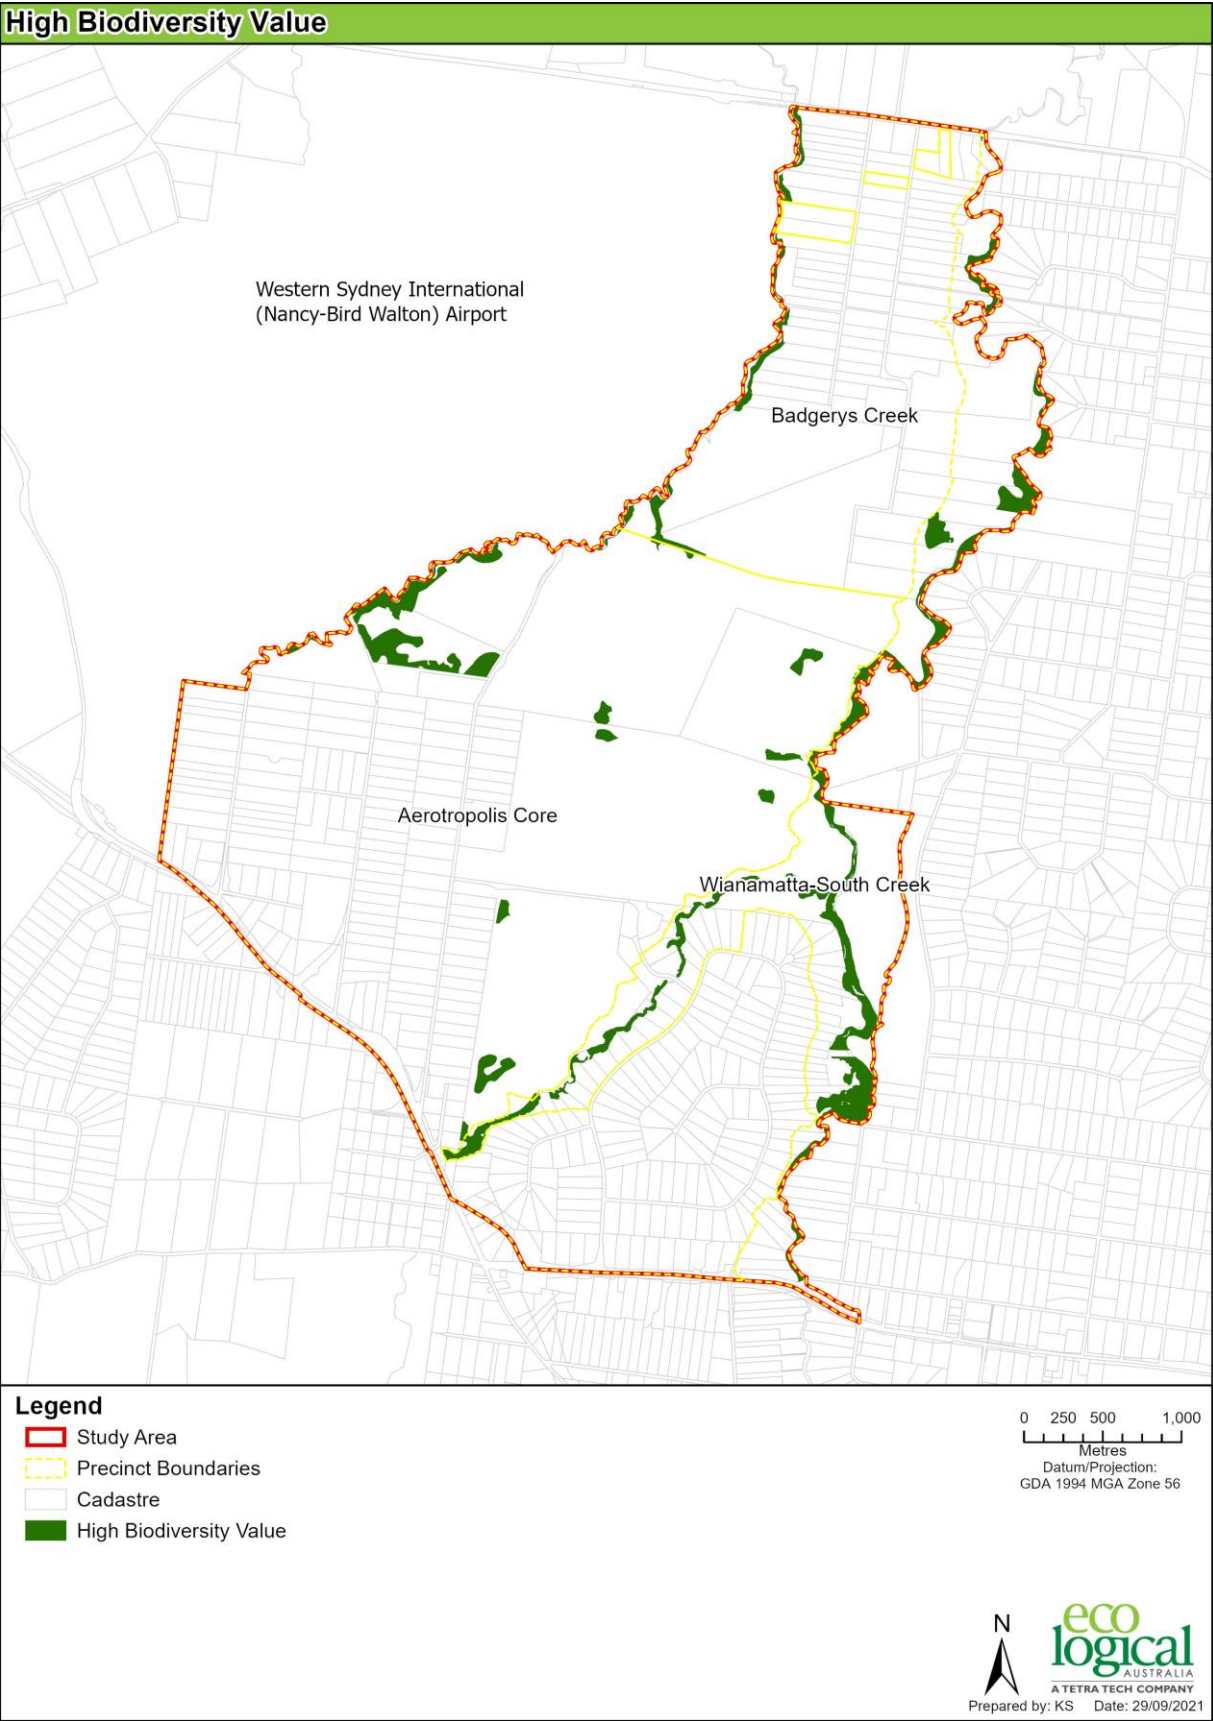 High Biodiversity Value
Western Sydney International
(Nancy-Bird Walton) Airport
Badgerys Creek
Aerotropolis Core
Wianamatta-South Creek
Legend
Study Area
Precinct Boundaries
Cadastre
High Biodiversity Value
0 250 500 1,000
Metres
Datum/Projection:
GDA 1994 MGA Zone 56
N
eco
logical
AUSTRALIA
A TETRA TECH COMPANY
Prepared by: KS Date: 29/09/2021